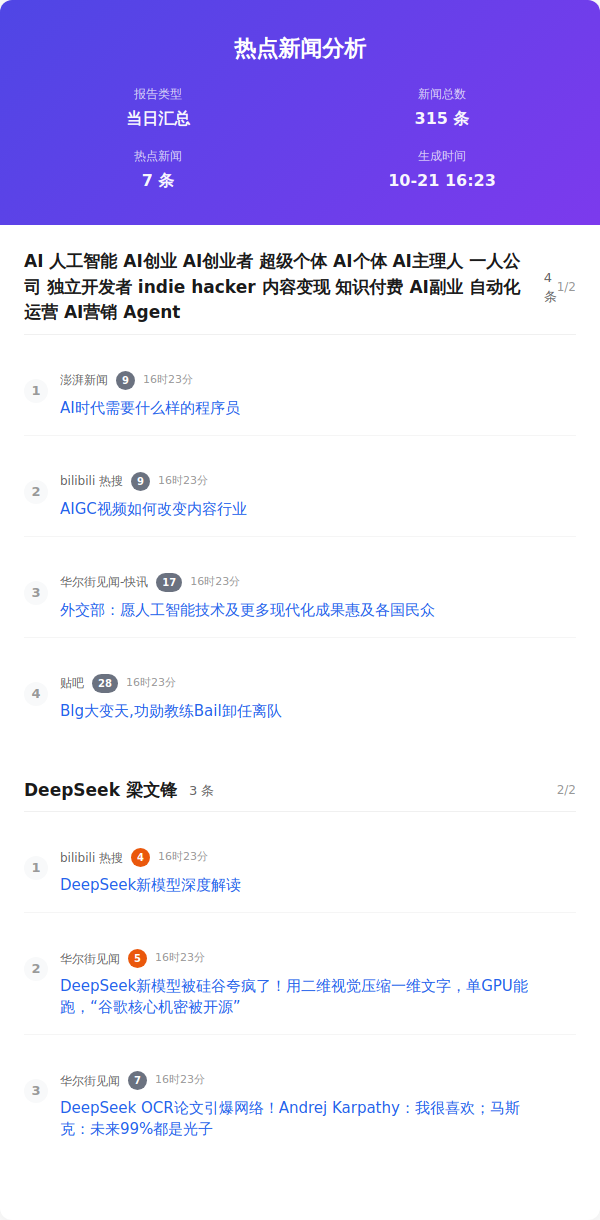 热点新闻分析
报告类型
当日汇总
新闻总数
315 条
热点新闻
7 条
生成时间
10-21 16:23
AI 人工智能 AI创业 AI创业者 超级个体 AI个体 AI主理人 一人公
司 独立开发者 indie hacker 内容变现 知识付费 AI副业 自动化
运营 AI营销 Agent
4
条
1/2
1
澎湃新闻 9 16时23分
AI时代需要什么样的程序员
2
bilibili 热搜 9 16时23分
AIGC视频如何改变内容行业
3
华尔街见闻-快讯 17 16时23分
外交部：愿人工智能技术及更多现代化成果惠及各国民众
4
贴吧 28 16时23分
Blg大变天,功勋教练Bail卸任离队
DeepSeek 梁文锋 3 条 2/2
1
bilibili 热搜 4 16时23分
DeepSeek新模型深度解读
2
华尔街见闻 5 16时23分
DeepSeek新模型被硅谷夸疯了！用二维视觉压缩一维文字，单GPU能
跑，“谷歌核心机密被开源”
3
华尔街见闻 7 16时23分
DeepSeek OCR论文引爆网络！Andrej Karpathy：我很喜欢；马斯
克：未来99%都是光子